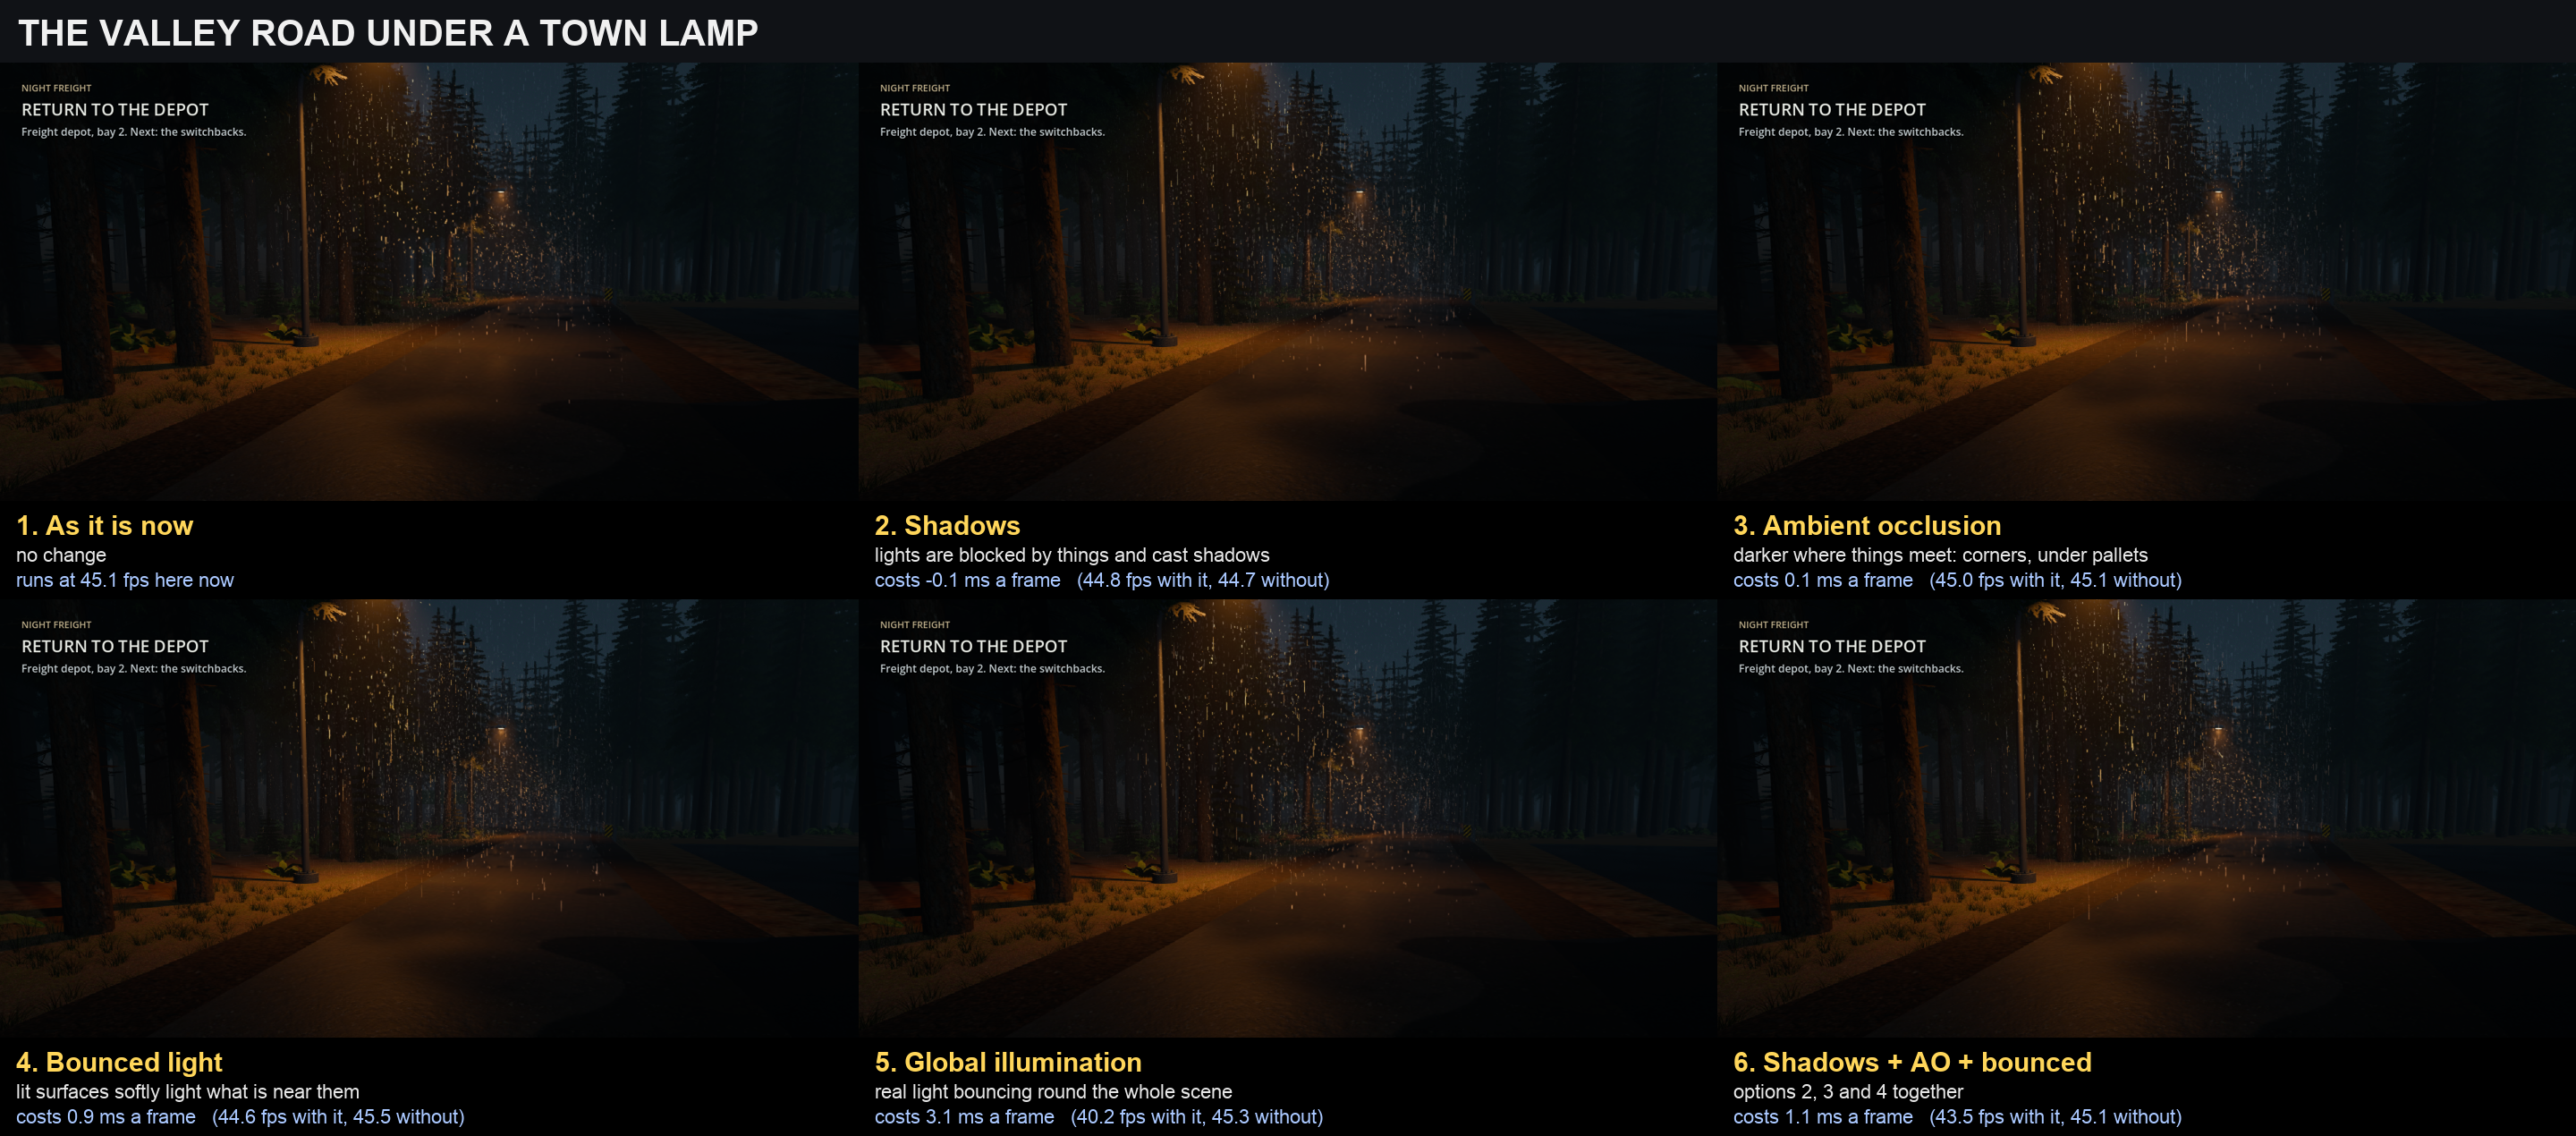 THE VALLEY ROAD UNDER A TOWN LAMP
NIGHT FREIGHT
RETURN TO THE DEPOT
Freight depot, bay 2. Next: the switchbacks.
1. As it is now
no change
runs at 45.1 fps here now
NIGHT FREIGHT
RETURN TO THE DEPOT
Freight depot, bay 2. Next: the switchbacks.
2. Shadows
lights are blocked by things and cast shadows
costs -0.1 ms a frame (44.8 fps with it, 44.7 without)
NIGHT FREIGHT
RETURN TO THE DEPOT
Freight depot, bay 2. Next: the switchbacks.
3. Ambient occlusion
darker where things meet: corners, under pallets
costs 0.1 ms a frame (45.0 fps with it, 45.1 without)
NIGHT FREIGHT
RETURN TO THE DEPOT
Freight depot, bay 2. Next: the switchbacks.
4. Bounced light
lit surfaces softly light what is near them
costs 0.9 ms a frame (44.6 fps with it, 45.5 without)
NIGHT FREIGHT
RETURN TO THE DEPOT
Freight depot, bay 2. Next: the switchbacks.
5. Global illumination
real light bouncing round the whole scene
costs 3.1 ms a frame (40.2 fps with it, 45.3 without)
NIGHT FREIGHT
RETURN TO THE DEPOT
Freight depot, bay 2. Next: the switchbacks.
6. Shadows + AO + bounced
options 2, 3 and 4 together
costs 1.1 ms a frame (43.5 fps with it, 45.1 without)